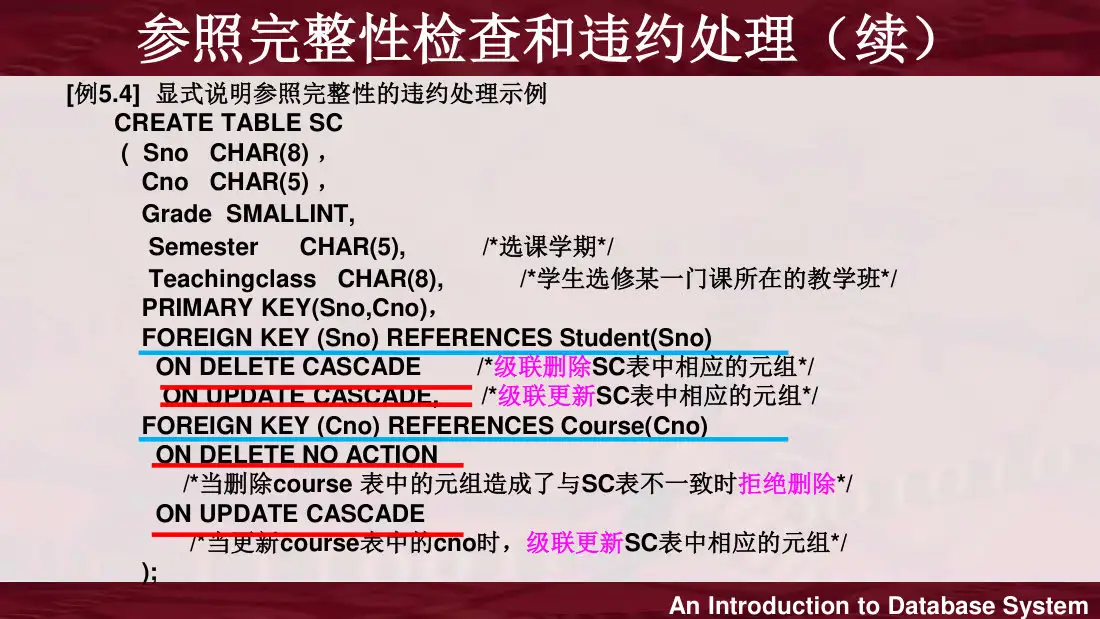 参照完整性检查和违约处理（续）
[例5.4] 显式说明参照完整性的违约处理示例
CREATE TABLE SC
( Sno CHAR(8) ，
Cno CHAR(5) ，
Grade SMALLINT,
Semester CHAR(5), /*选课学期*/
Teachingclass CHAR(8), /*学生选修某一门课所在的教学班*/
PRIMARY KEY(Sno,Cno)，
FOREIGN KEY (Sno) REFERENCES Student(Sno)
ON DELETE CASCADE /*级联删除SC表中相应的元组*/
ON UPDATE CASCADE, /*级联更新SC表中相应的元组*/
FOREIGN KEY (Cno) REFERENCES Course(Cno)
ON DELETE NO ACTION
/*当删除course 表中的元组造成了与SC表不一致时拒绝删除*/
ON UPDATE CASCADE
/*当更新course表中的cno时，级联更新SC表中相应的元组*/
);
An Introduction to Database System